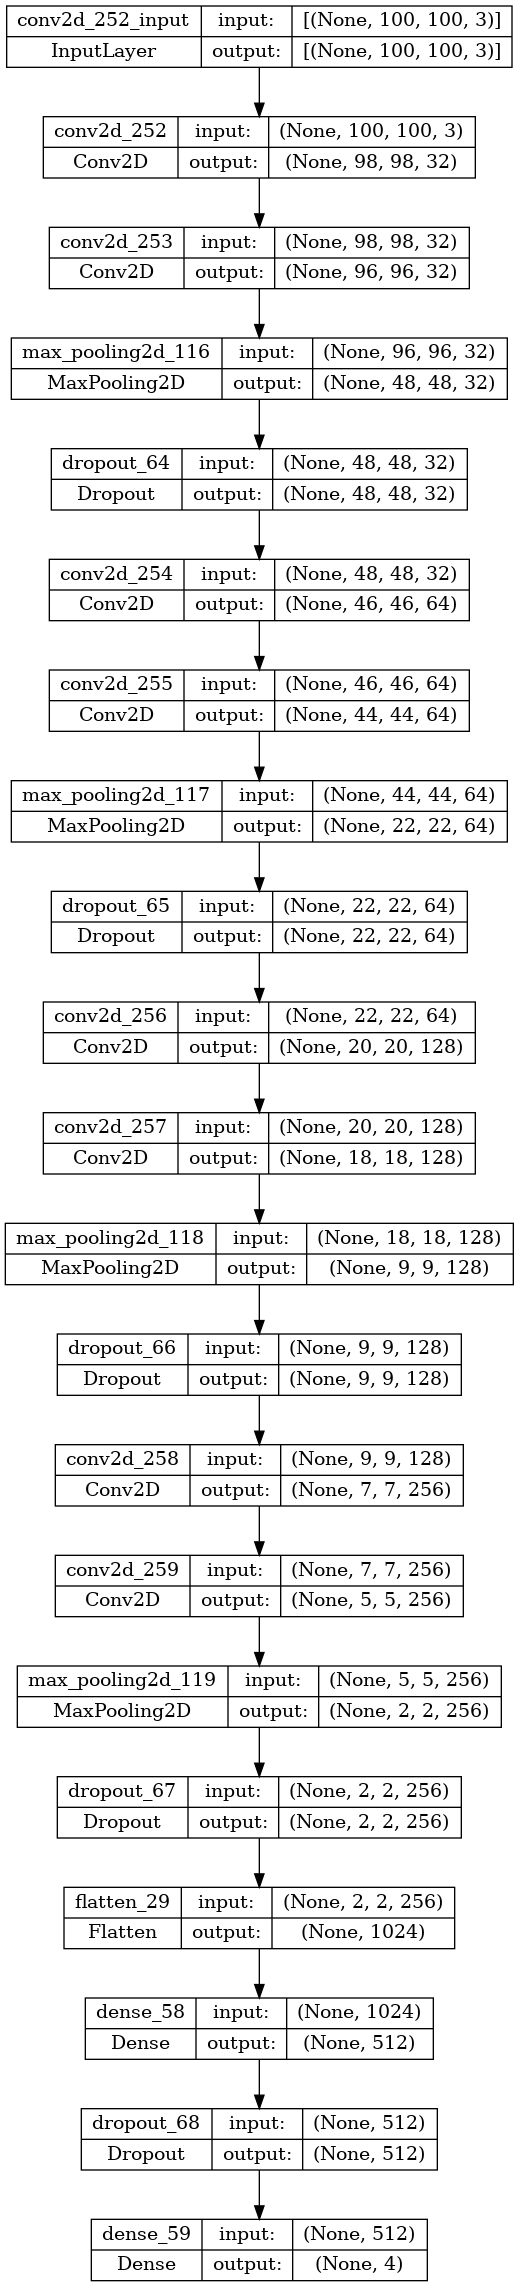 conv2d_252_input input: [(None, 100, 100, 3)]
InputLayer output: [(None, 100, 100, 3)]
conv2d_252 input: (None, 100, 100, 3)
Conv2D output: (None, 98, 98, 32)
conv2d_253 input: (None, 98, 98, 32)
Conv2D output: (None, 96, 96, 32)
max_pooling2d_116 input: (None, 96, 96, 32)
MaxPooling2D output: (None, 48, 48, 32)
dropout_64 input: (None, 48, 48, 32)
Dropout output: (None, 48, 48, 32)
conv2d_254 input: (None, 48, 48, 32)
Conv2D output: (None, 46, 46, 64)
conv2d_255 input: (None, 46, 46, 64)
Conv2D output: (None, 44, 44, 64)
max_pooling2d_117 input: (None, 44, 44, 64)
MaxPooling2D output: (None, 22, 22, 64)
dropout_65 input: (None, 22, 22, 64)
Dropout output: (None, 22, 22, 64)
conv2d_256 input: (None, 22, 22, 64)
Conv2D output: (None, 20, 20, 128)
conv2d_257 input: (None, 20, 20, 128)
Conv2D output: (None, 18, 18, 128)
max_pooling2d_118 input: (None, 18, 18, 128)
MaxPooling2D output: (None, 9, 9, 128)
dropout_66 input: (None, 9, 9, 128)
Dropout output: (None, 9, 9, 128)
conv2d_258 input: (None, 9, 9, 128)
Conv2D output: (None, 7, 7, 256)
conv2d_259 input: (None, 7, 7, 256)
Conv2D output: (None, 5, 5, 256)
max_pooling2d_119 input: (None, 5, 5, 256)
MaxPooling2D output: (None, 2, 2, 256)
dropout_67 input: (None, 2, 2, 256)
Dropout output: (None, 2, 2, 256)
flatten_29 input: (None, 2, 2, 256)
Flatten output: (None, 1024)
dense_58 input: (None, 1024)
Dense output: (None, 512)
dropout_68 input: (None, 512)
Dropout output: (None, 512)
dense_59 input: (None, 512)
Dense output: (None, 4)